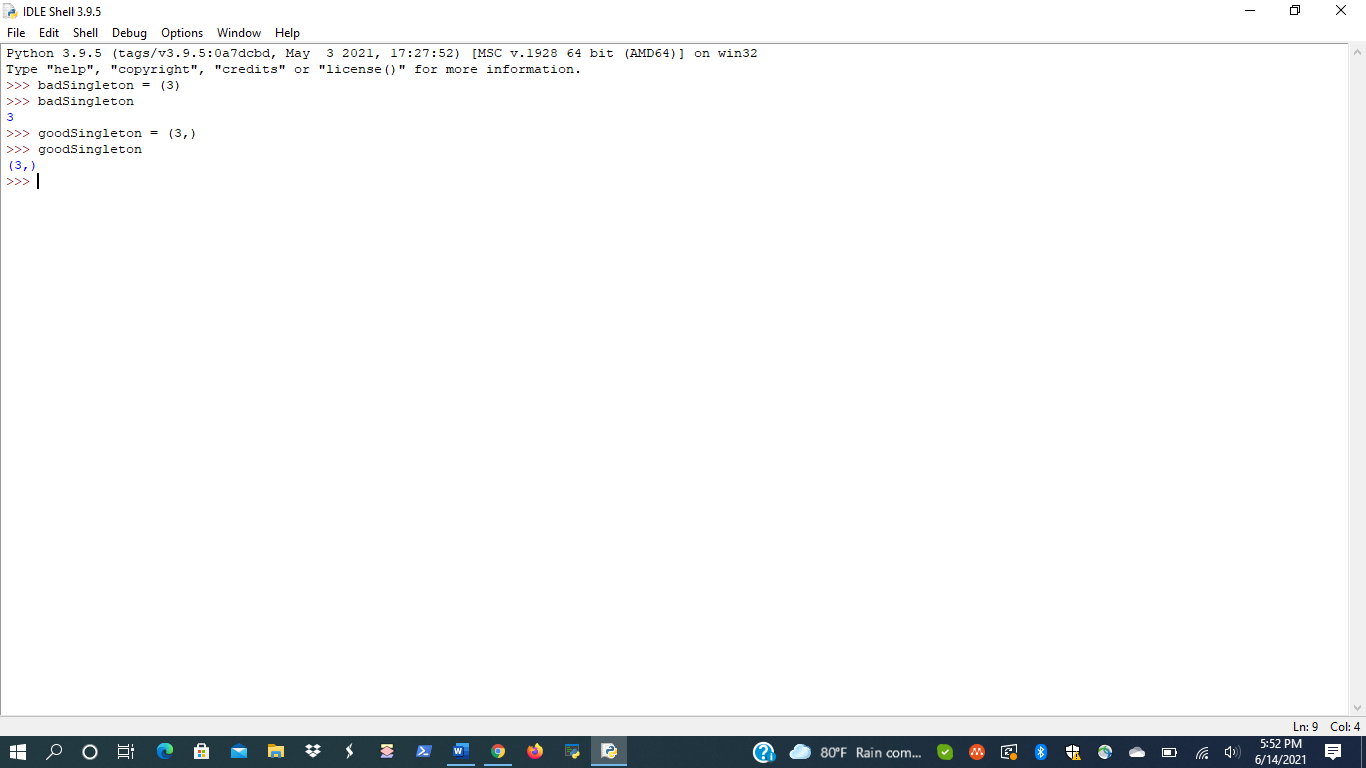 IDLE Shell 3.9.5
File Edit Shell Debug Options Window Help
Python 3.9.5 (tags/v3.9.5:0a7dcbd, May  3 2021, 17:27:52) [MSC v.1928 64 bit (AMD64)] on win32
Type "help", "copyright", "credits" or "license()" for more information.
>>> badSingleton = (3)
>>> badSingleton
3
>>> goodSingleton = (3,)
>>> goodSingleton
(3,)
>>>
Ln: 9 Col: 4
80°F Rain com...
5:52 PM
6/14/2021